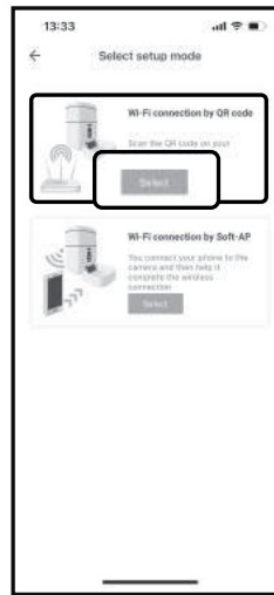 13:33
Select setup mode
Wi-Fi connection by QR code
Scan the QR code on your
Select
Wi-Fi connection by Soft-AP
You connect your phone to the
camera and then help it
complete the wireless
connection
Select